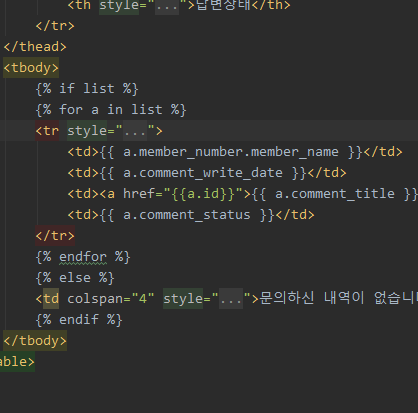 <th style="...">답변상태</th>
</tr>
</thead>
<tbody>
{% if list %}
{% for a in list %}
<tr style="...">
<td>{{ a.member_number.member_name }}</td>
<td>{{ a.comment_write_date }}</td>
<td><a href="{{a.id}}">{{ a.comment_title }}
<td>{{ a.comment_status }}</td>
</tr>
{% endfor %}
{% else %}
<td colspan="4" style="...">문의하신 내역이 없습니
{% endif %}
</tbody>
able>